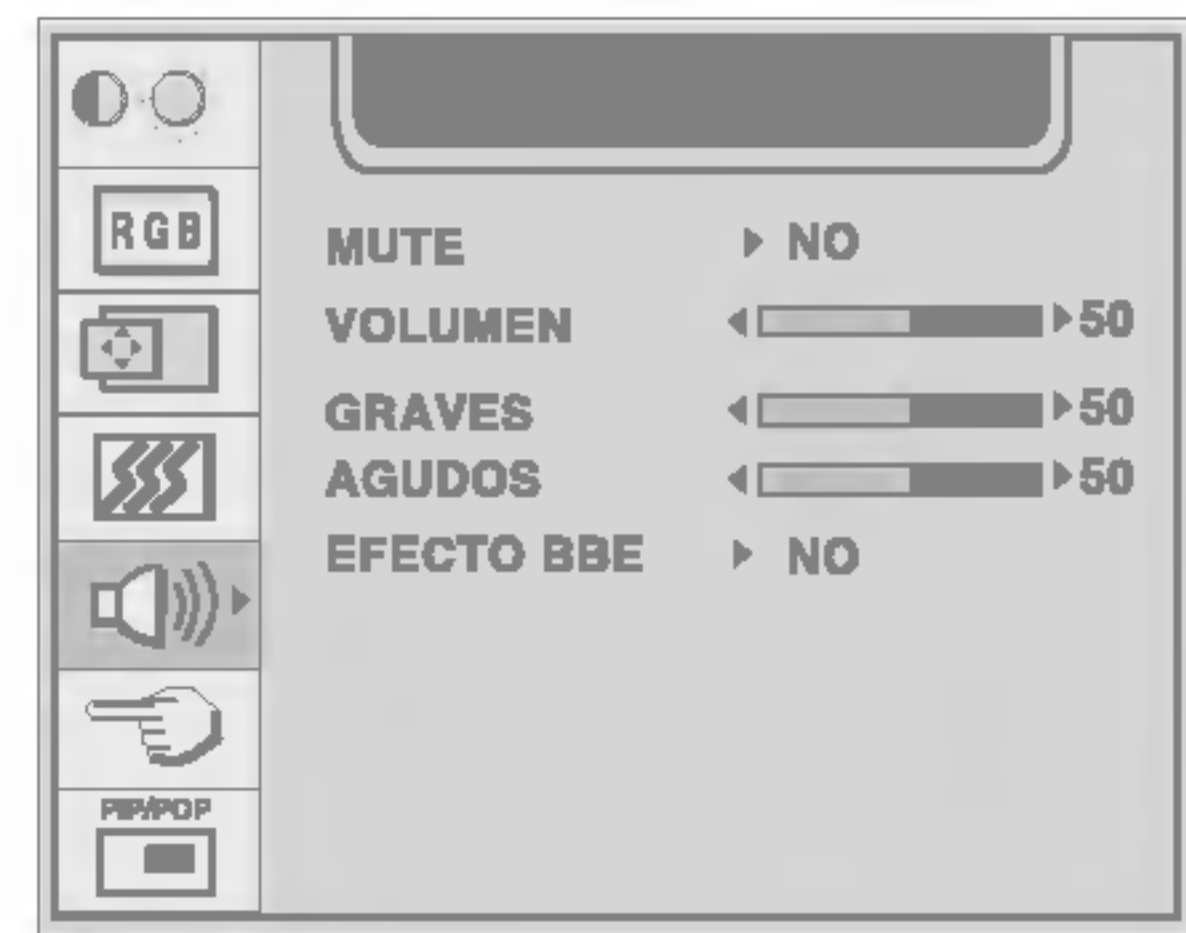 RGB
MUTE NO
VOLUMEN 50
GRAVES 50
AGUDOS 50
EFECTO BBE NO
PIP/POP